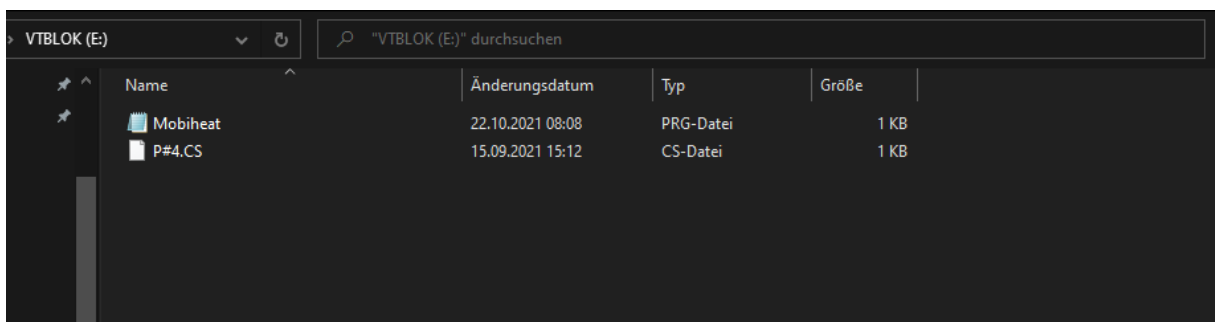 VTBLOK (E:) "VTBLOK (E:)" durchsuchen
Name Änderungsdatum Typ Größe
Mobiheat 22.10.2021 08:08 PRG-Datei 1 KB
P#4.CS 15.09.2021 15:12 CS-Datei 1 KB